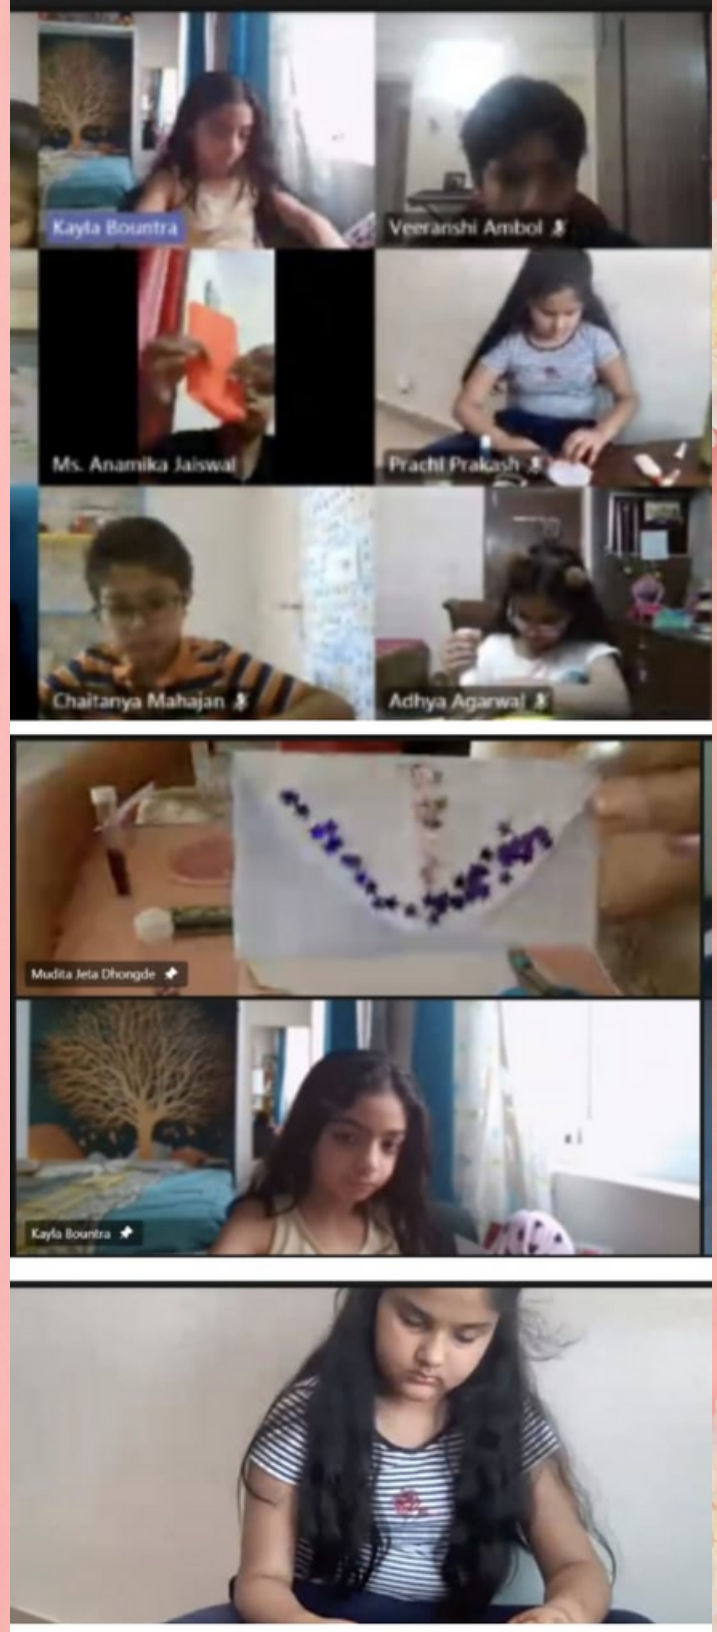 Kayla Bountra
Veeranshi Ambol
Ms. Anamika Jaiswal
Prachi Prakash
Chaitanya Mahajan
Adhya Agarwal
Mudita Jeta Dhongde
Kayla Bountra